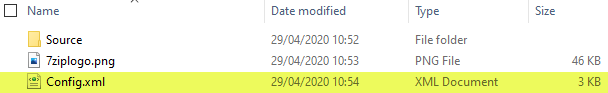 Name Date modified Type Size
Source 29/04/2020 10:52 File folder
7ziplogo.png 29/04/2020 10:53 PNG File 46 KB
Config.xml 29/04/2020 10:54 XML Document 3 KB